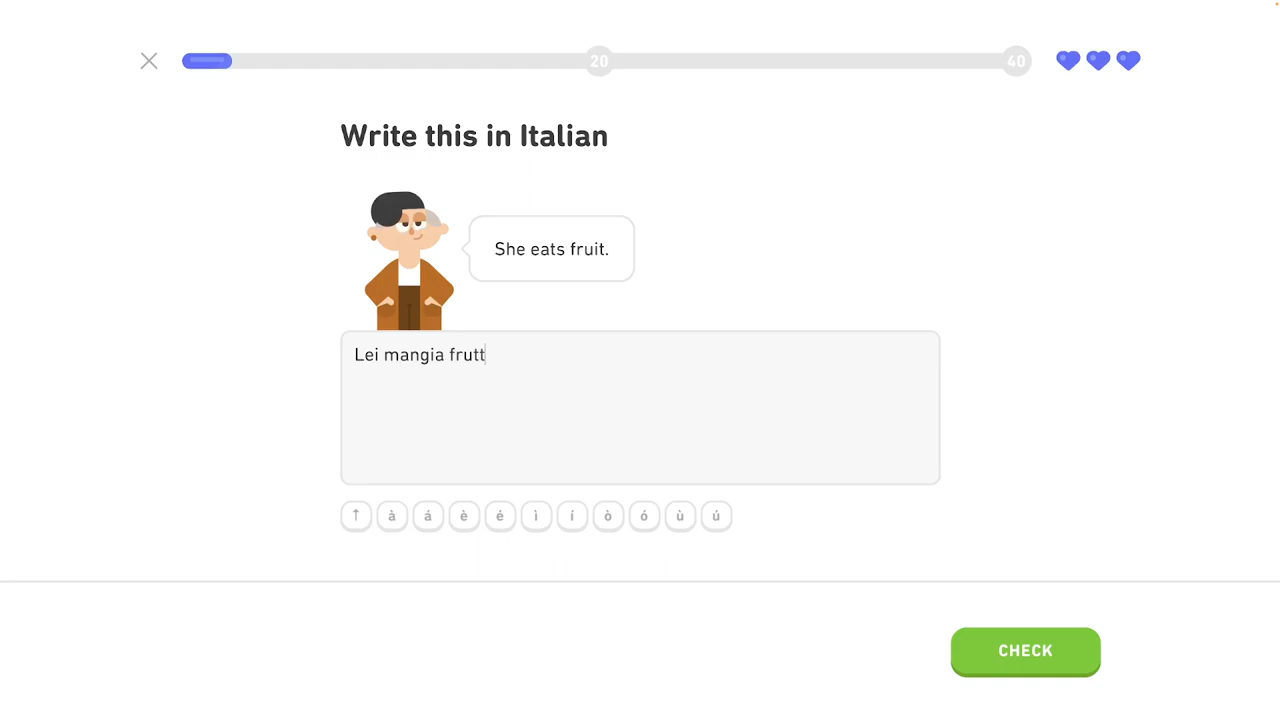 20
40
Write this in Italian
She eats fruit.
Lei mangia frutt
↑ à á è é ì í ò ó ù ú
CHECK